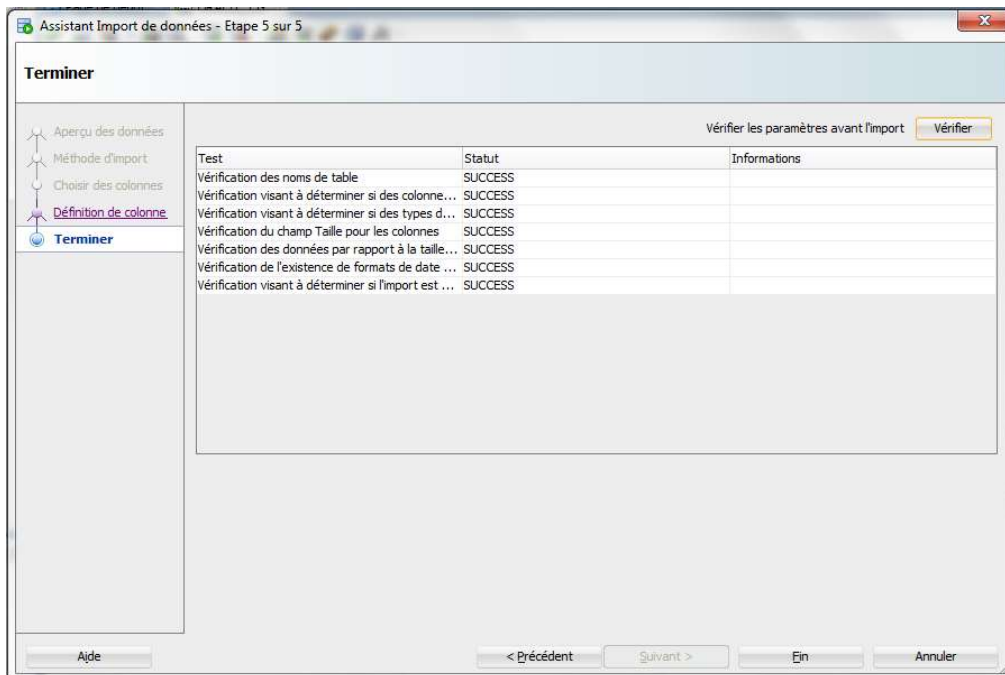 Assistant Import de données - Etape 5 sur 5
Terminer
Aperçu des données
Méthode d'import
Choisir des colonnes
Définition de colonne
Terminer
Vérifier les paramètres avant l'import
Vérifier
Test Statut Informations
Vérification des noms de table SUCCESS
Vérification visant à déterminer si des colonne... SUCCESS
Vérification visant à déterminer si des types d... SUCCESS
Vérification du champ Taille pour les colonnes SUCCESS
Vérification des données par rapport à la taille... SUCCESS
Vérification de l'existence de formats de date ... SUCCESS
Vérification visant à déterminer si l'import est ... SUCCESS
Aide
< Précédent
Suivant >
Fin
Annuler